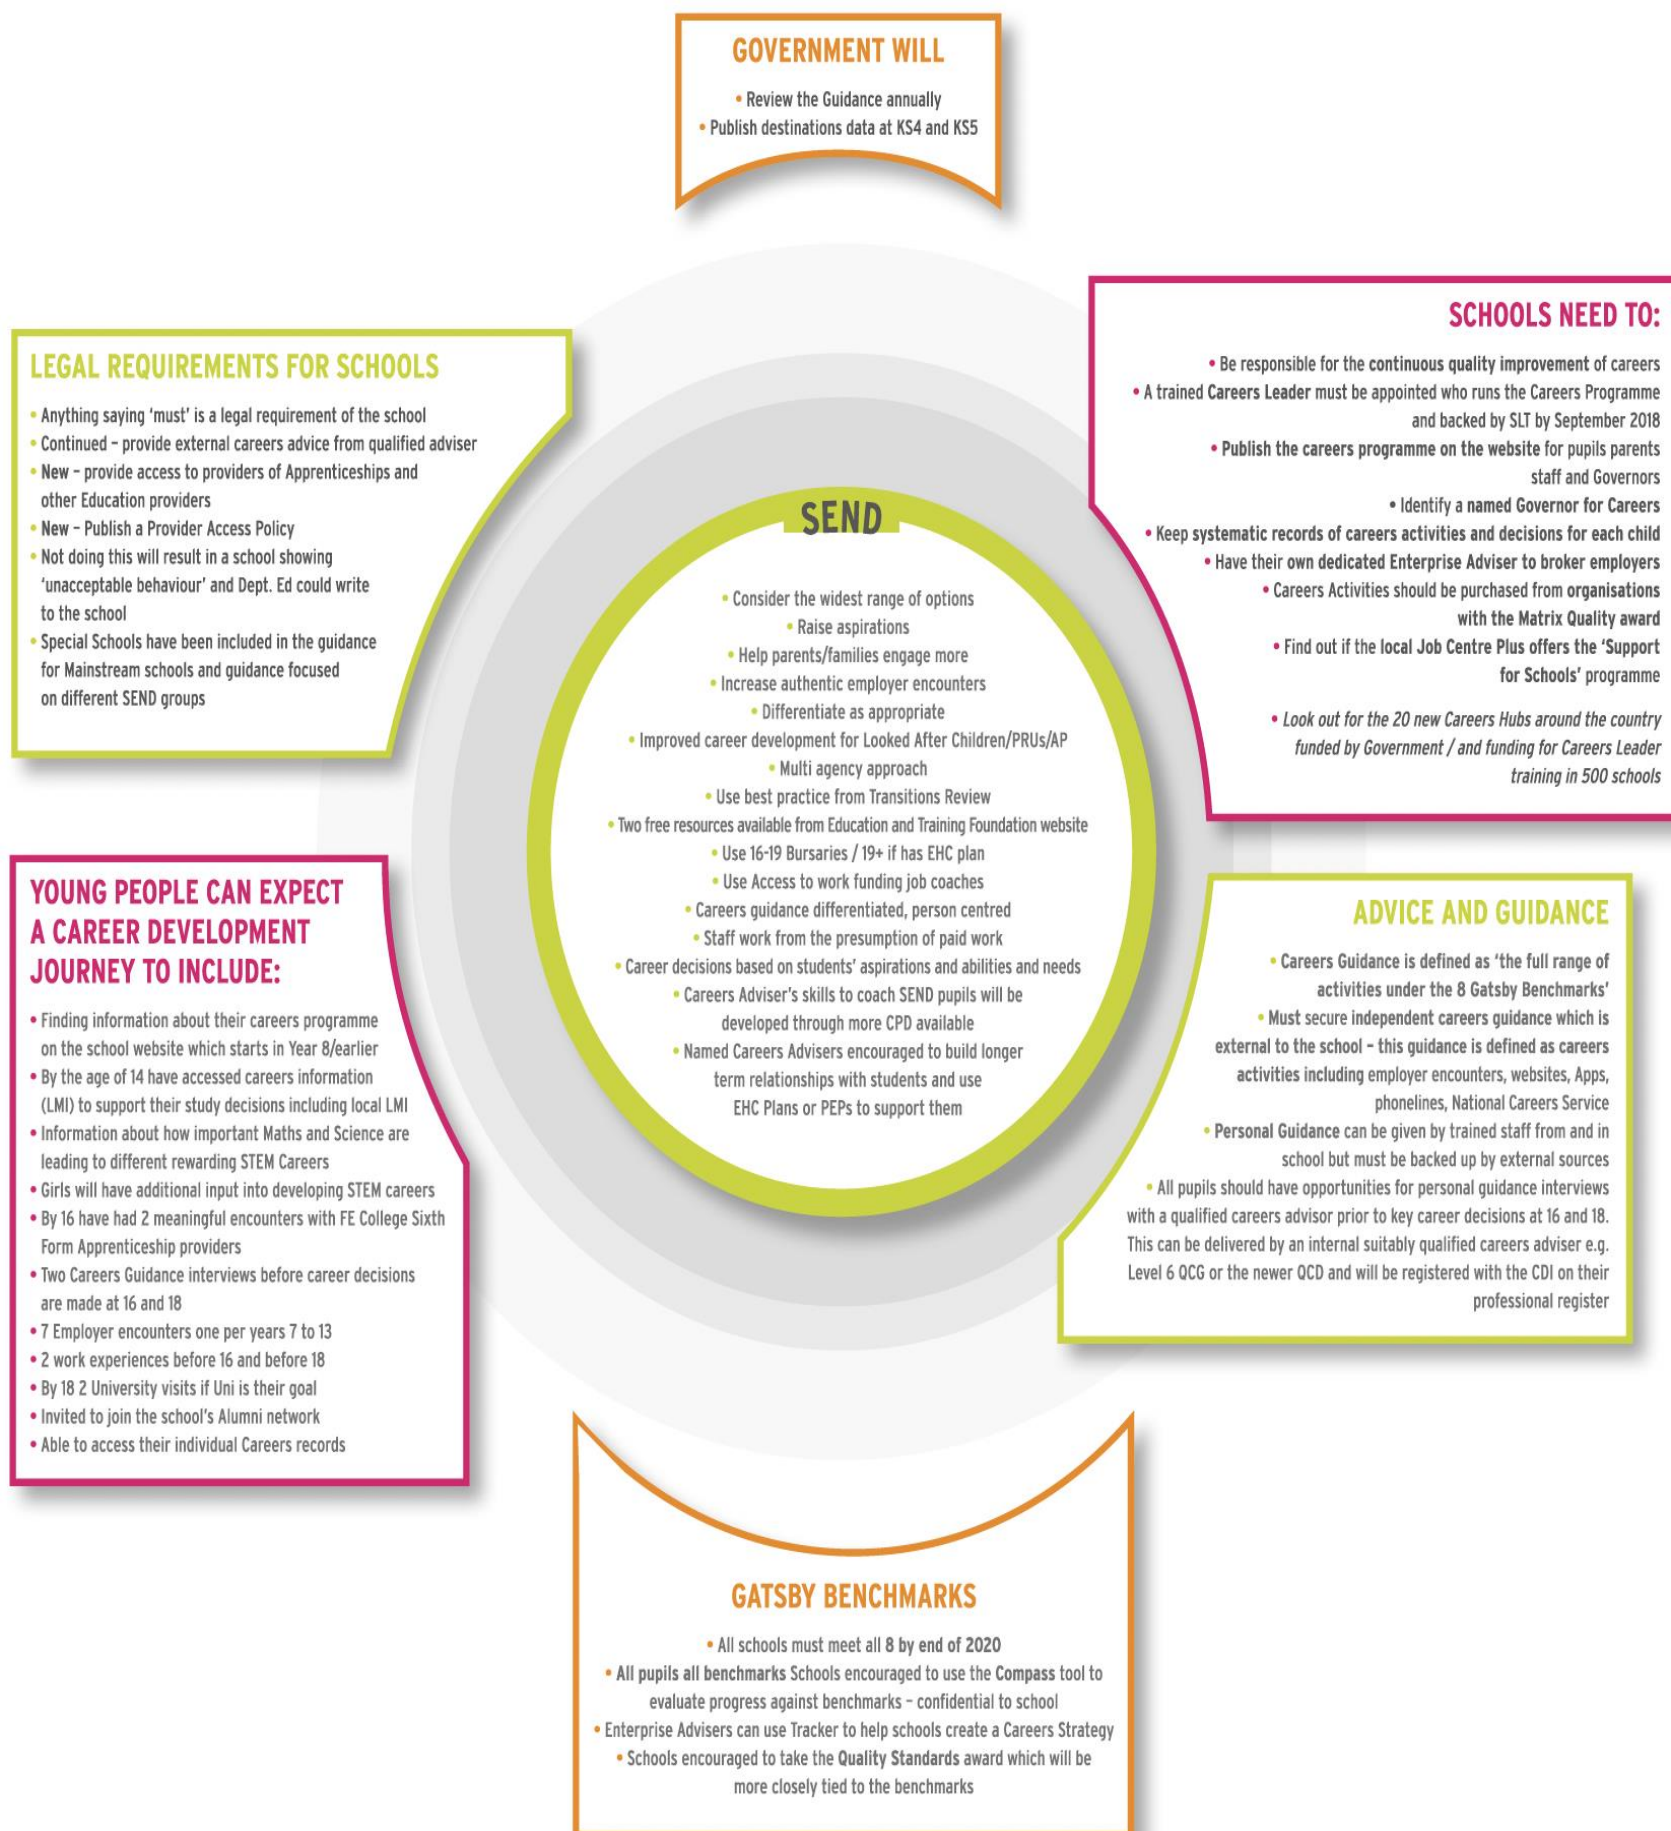 GOVERNMENT WILL
• Review the Guidance annually
• Publish destinations data at KS4 and KS5
LEGAL REQUIREMENTS FOR SCHOOLS
• Anything saying ‘must’ is a legal requirement of the school
• Continued – provide external careers advice from qualified adviser
• New – provide access to providers of Apprenticeships and
other Education providers
• New – Publish a Provider Access Policy
• Not doing this will result in a school showing
‘unacceptable behaviour’ and Dept. Ed could write
to the school
• Special Schools have been included in the guidance
for Mainstream schools and guidance focused
on different SEND groups
SCHOOLS NEED TO:
• Be responsible for the continuous quality improvement of careers
• A trained Careers Leader must be appointed who runs the Careers Programme
and backed by SLT by September 2018
• Publish the careers programme on the website for pupils parents
staff and Governors
• Identify a named Governor for Careers
• Keep systematic records of careers activities and decisions for each child
• Have their own dedicated Enterprise Adviser to broker employers
• Careers Activities should be purchased from organisations
with the Matrix Quality award
• Find out if the local Job Centre Plus offers the ‘Support
for Schools’ programme
• Look out for the 20 new Careers Hubs around the country
funded by Government / and funding for Careers Leader
training in 500 schools
SEND
• Consider the widest range of options
• Raise aspirations
• Help parents/families engage more
• Increase authentic employer encounters
• Differentiate as appropriate
• Improved career development for Looked After Children/PRUs/AP
• Multi agency approach
• Use best practice from Transitions Review
• Two free resources available from Education and Training Foundation website
• Use 16-19 Bursaries / 19+ if has EHC plan
• Use Access to work funding job coaches
• Careers guidance differentiated, person centred
• Staff work from the presumption of paid work
• Career decisions based on students’ aspirations and abilities and needs
• Careers Adviser’s skills to coach SEND pupils will be
developed through more CPD available
• Named Careers Advisers encouraged to build longer
term relationships with students and use
EHC Plans or PEPs to support them
YOUNG PEOPLE CAN EXPECT
A CAREER DEVELOPMENT
JOURNEY TO INCLUDE:
• Finding information about their careers programme
on the school website which starts in Year 8/earlier
• By the age of 14 have accessed careers information
(LMI) to support their study decisions including local LMI
• Information about how important Maths and Science are
leading to different rewarding STEM Careers
• Girls will have additional input into developing STEM careers
• By 16 have had 2 meaningful encounters with FE College Sixth
Form Apprenticeship providers
• Two Careers Guidance interviews before career decisions
are made at 16 and 18
• 7 Employer encounters one per years 7 to 13
• 2 work experiences before 16 and before 18
• By 18 2 University visits if Uni is their goal
• Invited to join the school’s Alumni network
• Able to access their individual Careers records
ADVICE AND GUIDANCE
• Careers Guidance is defined as ‘the full range of
activities under the 8 Gatsby Benchmarks’
• Must secure independent careers guidance which is
external to the school – this guidance is defined as careers
activities including employer encounters, websites, Apps,
phonelines, National Careers Service
• Personal Guidance can be given by trained staff from and in
school but must be backed up by external sources
• All pupils should have opportunities for personal guidance interviews
with a qualified careers advisor prior to key career decisions at 16 and 18.
This can be delivered by an internal suitably qualified careers adviser e.g.
Level 6 QCG or the newer QCD and will be registered with the CDI on their
professional register
GATSBY BENCHMARKS
• All schools must meet all 8 by end of 2020
• All pupils all benchmarks Schools encouraged to use the Compass tool to
evaluate progress against benchmarks – confidential to school
• Enterprise Advisers can use Tracker to help schools create a Careers Strategy
• Schools encouraged to take the Quality Standards award which will be
more closely tied to the benchmarks